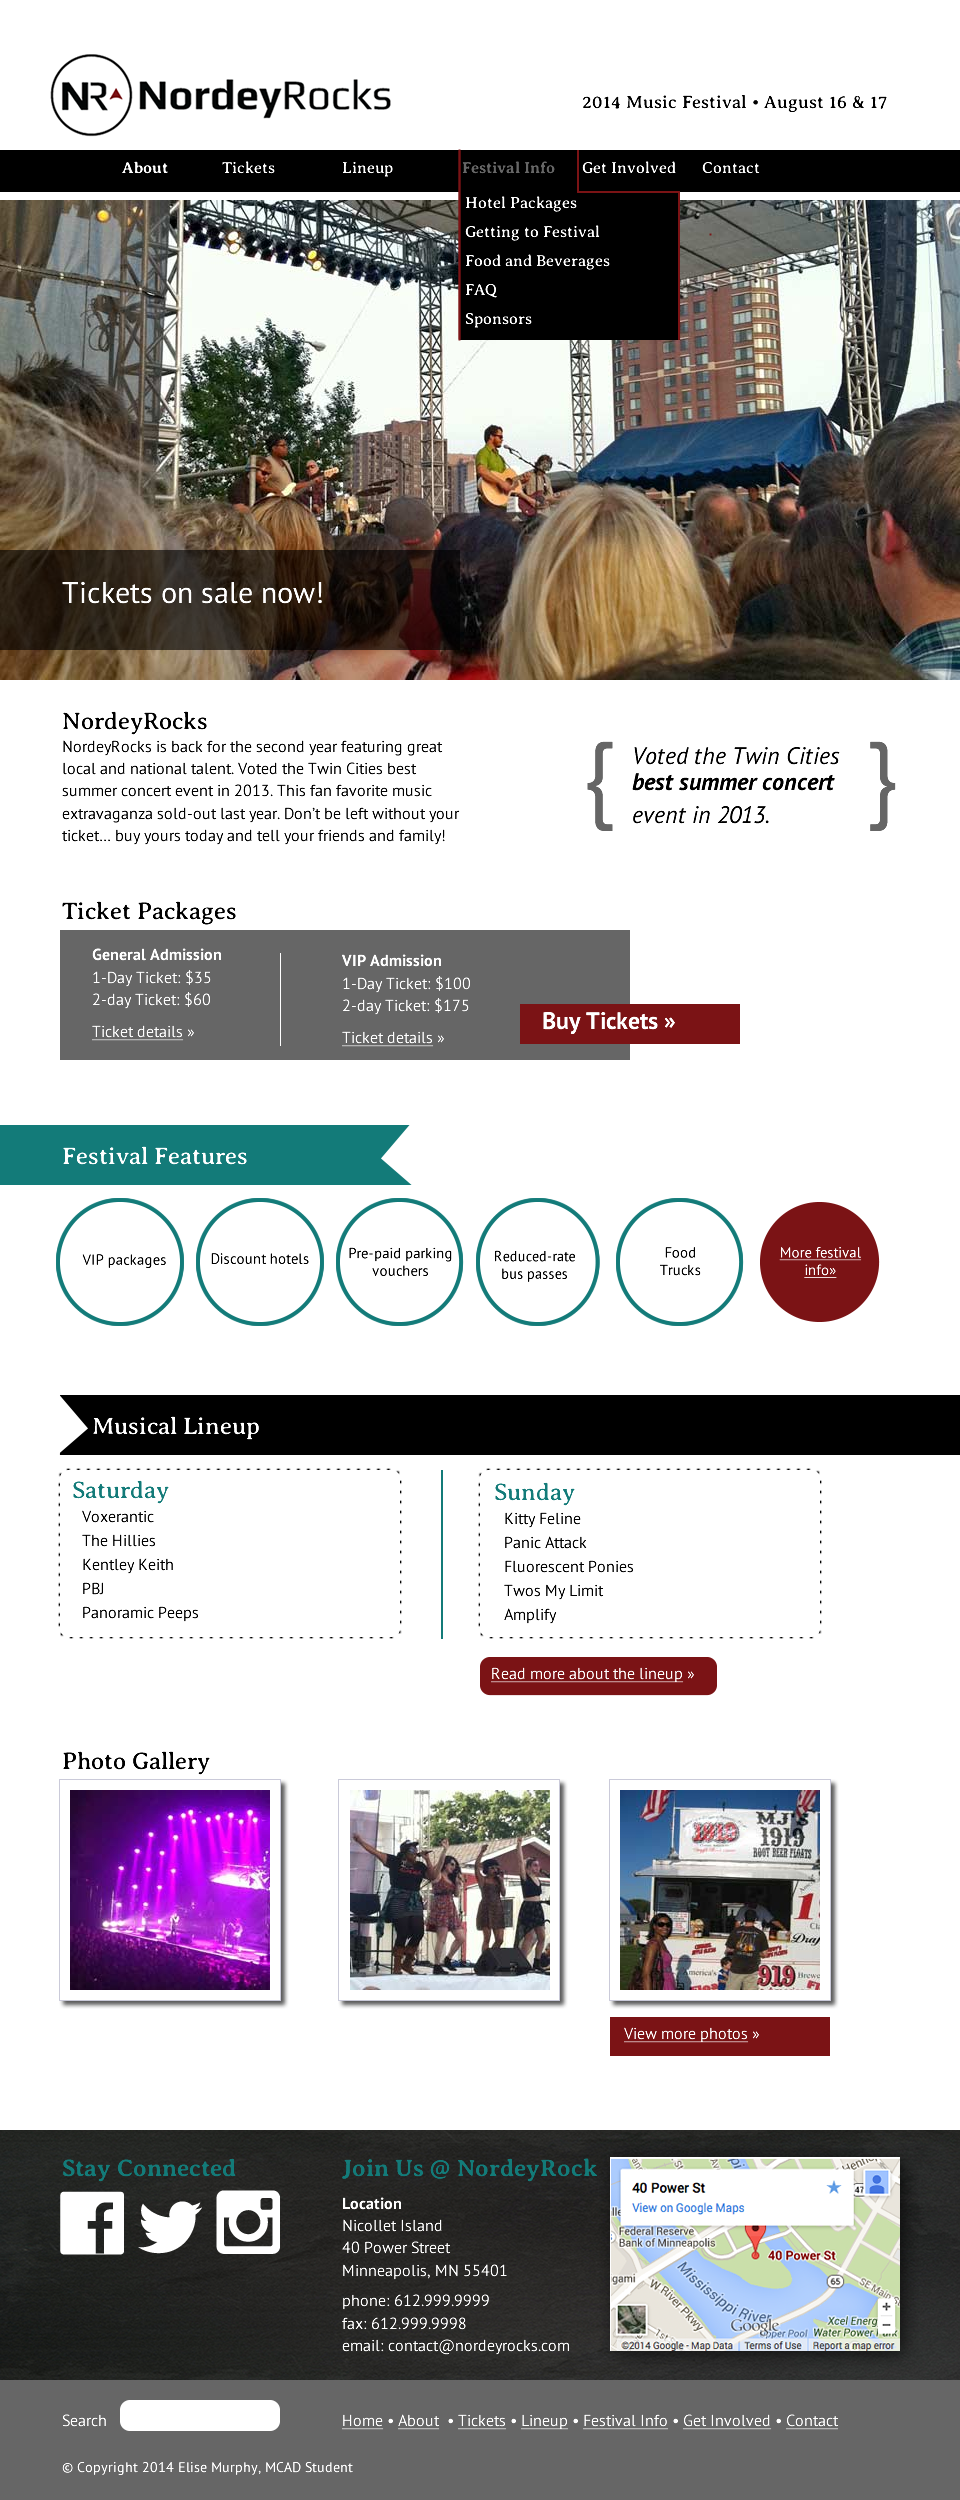 NR NordeyRocks
2014 Music Festival • August 16 & 17
About Tickets Lineup Festival Info Get Involved Contact
Hotel Packages
Getting to Festival
Food and Beverages
FAQ
Sponsors
Tickets on sale now!
NordeyRocks
NordeyRocks is back for the second year featuring great
local and national talent. Voted the Twin Cities best
summer concert event in 2013. This fan favorite music
extravaganza sold-out last year. Don't be left without your
ticket... buy yours today and tell your friends and family!
{ Voted the Twin Cities
best summer concert
event in 2013. }
Ticket Packages
General Admission
1-Day Ticket: $35
2-day Ticket: $60
Ticket details »
VIP Admission
1-Day Ticket: $100
2-day Ticket: $175
Ticket details »
Buy Tickets »
Festival Features
VIP packages
Discount hotels
Pre-paid parking
vouchers
Reduced-rate
bus passes
Food
Trucks
More festival
info»
Musical Lineup
Saturday
Voxerantic
The Hillies
Kentley Keith
PBJ
Panoramic Peeps
Sunday
Kitty Feline
Panic Attack
Fluorescent Ponies
Twos My Limit
Amplify
Read more about the lineup »
Photo Gallery
MJ'S
1919
1919
ROOT BEER FLOATS
America's
919
View more photos »
Stay Connected
Join Us @ NordeyRock
Location
Nicollet Island
40 Power Street
Minneapolis, MN 55401
phone: 612.999.9999
fax: 612.999.9998
email: contact@nordeyrocks.com
40 Power St
View on Google Maps
47
Federal Reserve
Bank of Minneapolis
40 Power St
gami
65
W River Pkwy
Mississippi River
SE Main S
+
-
Google
Upper Pool
Xcel Energ
Water Power Park
©2014 Google - Map Data Terms of Use Report a map error
Search
Home • About • Tickets • Lineup • Festival Info • Get Involved • Contact
© Copyright 2014 Elise Murphy, MCAD Student